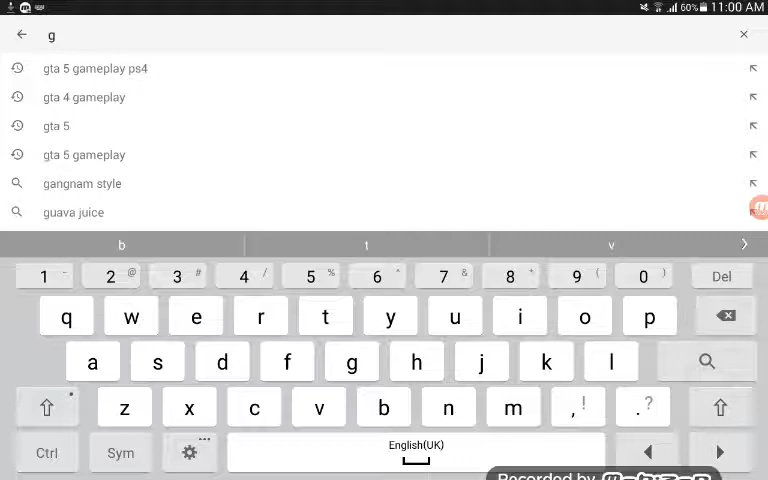 60% 11:00 AM
g
gta 5 gameplay ps4
gta 4 gameplay
gta 5
gta 5 gameplay
gangnam style
guava juice
b t v
1 - 2 @ 3 # 4 / 5 % 6 ^ 7 & 8 * 9 ( 0 ) Del
q w e r t y u i o p
a s d f g h j k l
z x c v b n m , ! . ?
Ctrl Sym English(UK)
Recorded by